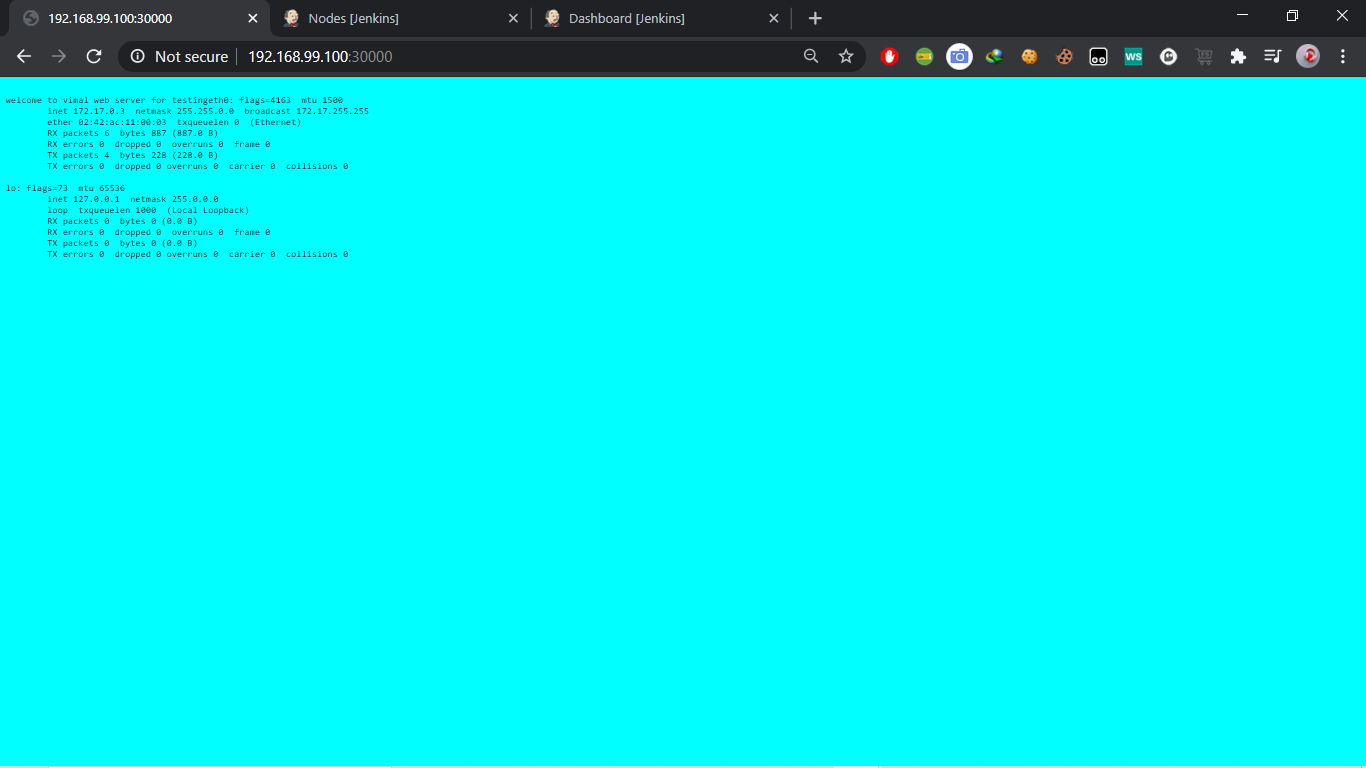 192.168.99.100:30000
Nodes [Jenkins]
Dashboard [Jenkins]
Not secure
192.168.99.100:30000
WS
welcome to vimal web server for testingeth0: flags=4163  mtu 1500
        inet 172.17.0.3  netmask 255.255.0.0  broadcast 172.17.255.255
        ether 02:42:ac:11:00:03  txqueuelen 0  (Ethernet)
        RX packets 6  bytes 887 (887.0 B)
        RX errors 0  dropped 0  overruns 0  frame 0
        TX packets 4  bytes 228 (228.0 B)
        TX errors 0  dropped 0 overruns 0  carrier 0  collisions 0
lo: flags=73  mtu 65536
        inet 127.0.0.1  netmask 255.0.0.0
        loop  txqueuelen 1000  (Local Loopback)
        RX packets 0  bytes 0 (0.0 B)
        RX errors 0  dropped 0  overruns 0  frame 0
        TX packets 0  bytes 0 (0.0 B)
        TX errors 0  dropped 0 overruns 0  carrier 0  collisions 0